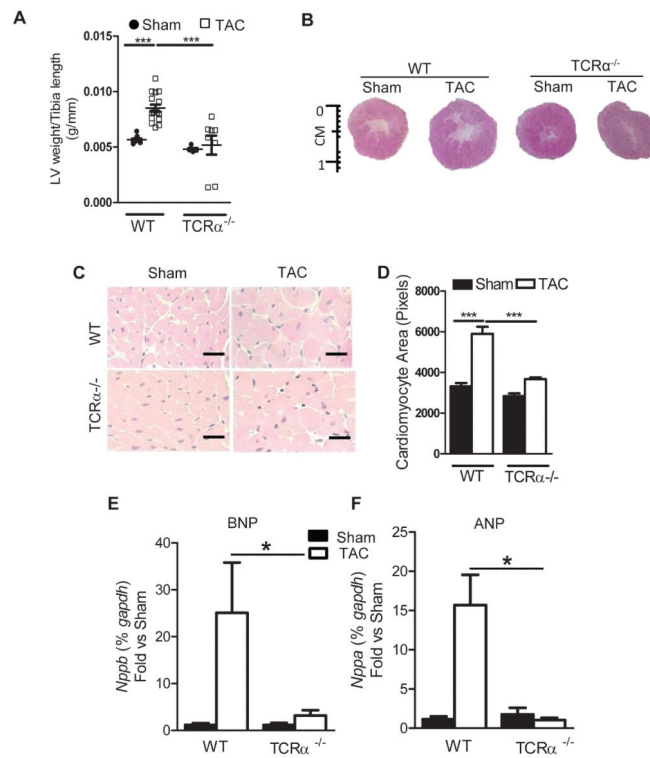 A
Sham TAC
*** ***
0.015
0.010
0.005
0.000
LV weight/Tibia length
(g/mm)
WT TCRα-/-
B
WT TCRα-/-
Sham TAC Sham TAC
0
CM
1
C
Sham TAC
WT
TCRα-/-
D
Sham TAC
*** ***
8000
6000
4000
2000
0
Cardiomyocyte Area (Pixels)
WT TCRα-/-
E
BNP
Sham
TAC
*
40
30
20
10
0
Nppb (% gapdh)
Fold vs Sham
WT TCRα -/-
F
ANP
*
25
20
15
10
5
0
Nppa (% gapdh)
Fold vs Sham
WT TCRα-/-